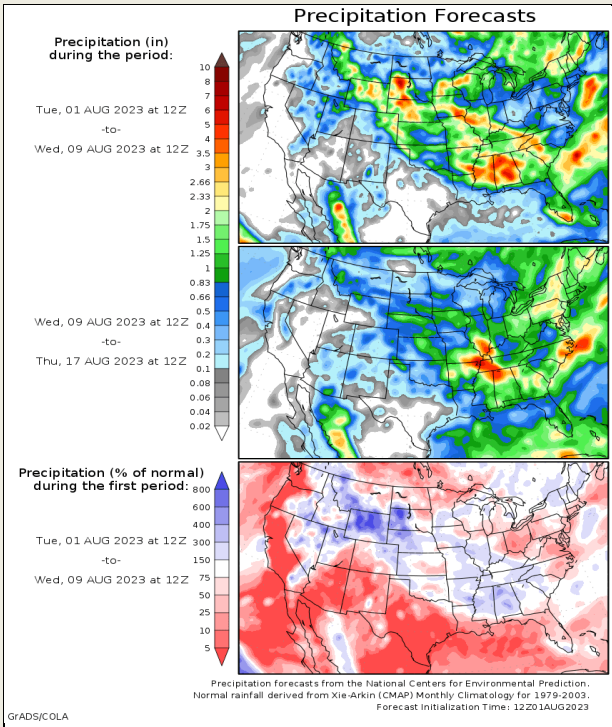 Precipitation Forecasts
Precipitation (in)
during the period:
Tue, 01 AUG 2023 at 12Z
-to-
Wed, 09 AUG 2023 at 12Z
10
8
7
6
5
4
3.5
3
2.66
2.33
2
1.75
1.5
1.25
1
0.83
0.66
0.5
0.4
0.3
0.2
0.1
0.08
0.06
0.04
0.02
Wed, 09 AUG 2023 at 12Z
-to-
Thu, 17 AUG 2023 at 12Z
Precipitation (% of normal)
during the first period:
Tue, 01 AUG 2023 at 12Z
-to-
Wed, 09 AUG 2023 at 12Z
800
600
400
300
150
75
50
25
10
5
Precipitation forecasts from the National Centers for Environmental Prediction.
Normal rainfall derived from Xie-Arkin (CMAP) Monthly Climatology for 1979-2003.
Forecast Initialization Time: 12Z01AUG2023
GrADS/COLA